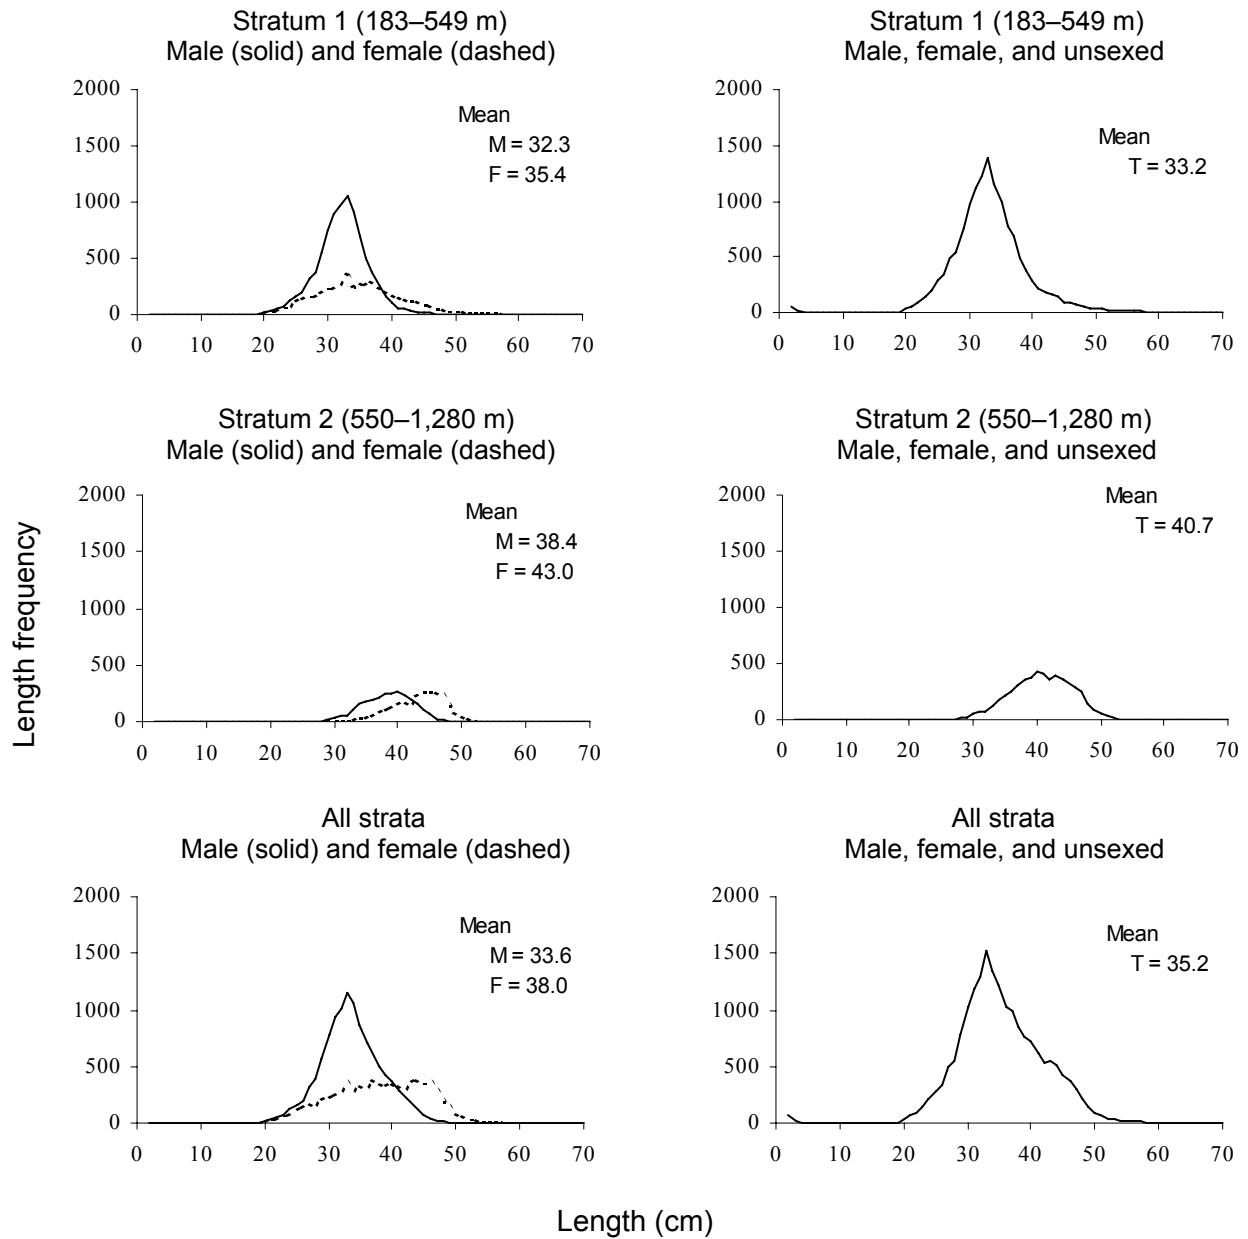 Stratum 1 (183–549 m)
Male (solid) and female (dashed)
2000
1500
1000
500
0
Mean
M = 32.3
F = 35.4
0 10 20 30 40 50 60 70
Stratum 1 (183–549 m)
Male, female, and unsexed
2000
1500
1000
500
0
Mean
T = 33.2
0 10 20 30 40 50 60 70
Length frequency
Stratum 2 (550–1,280 m)
Male (solid) and female (dashed)
2000
1500
1000
500
0
Mean
M = 38.4
F = 43.0
0 10 20 30 40 50 60 70
Stratum 2 (550–1,280 m)
Male, female, and unsexed
2000
1500
1000
500
0
Mean
T = 40.7
0 10 20 30 40 50 60 70
All strata
Male (solid) and female (dashed)
2000
1500
1000
500
0
Mean
M = 33.6
F = 38.0
0 10 20 30 40 50 60 70
All strata
Male, female, and unsexed
2000
1500
1000
500
0
Mean
T = 35.2
0 10 20 30 40 50 60 70
Length (cm)